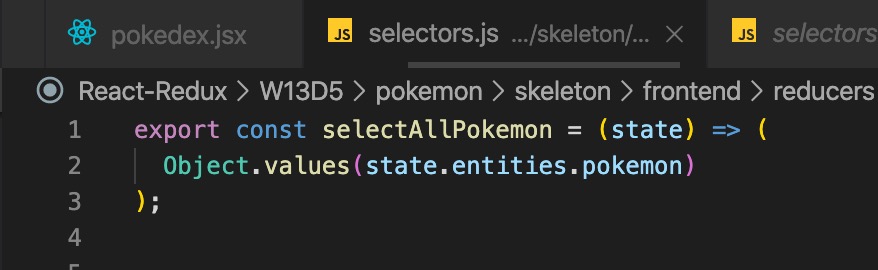 pokedex.jsx
JS selectors.js .../skeleton/...
JS selectors
React-Redux > W13D5 > pokemon > skeleton > frontend > reducers
1 export const selectAllPokemon = (state) => (
2 Object.values(state.entities.pokemon)
3 );
4
5